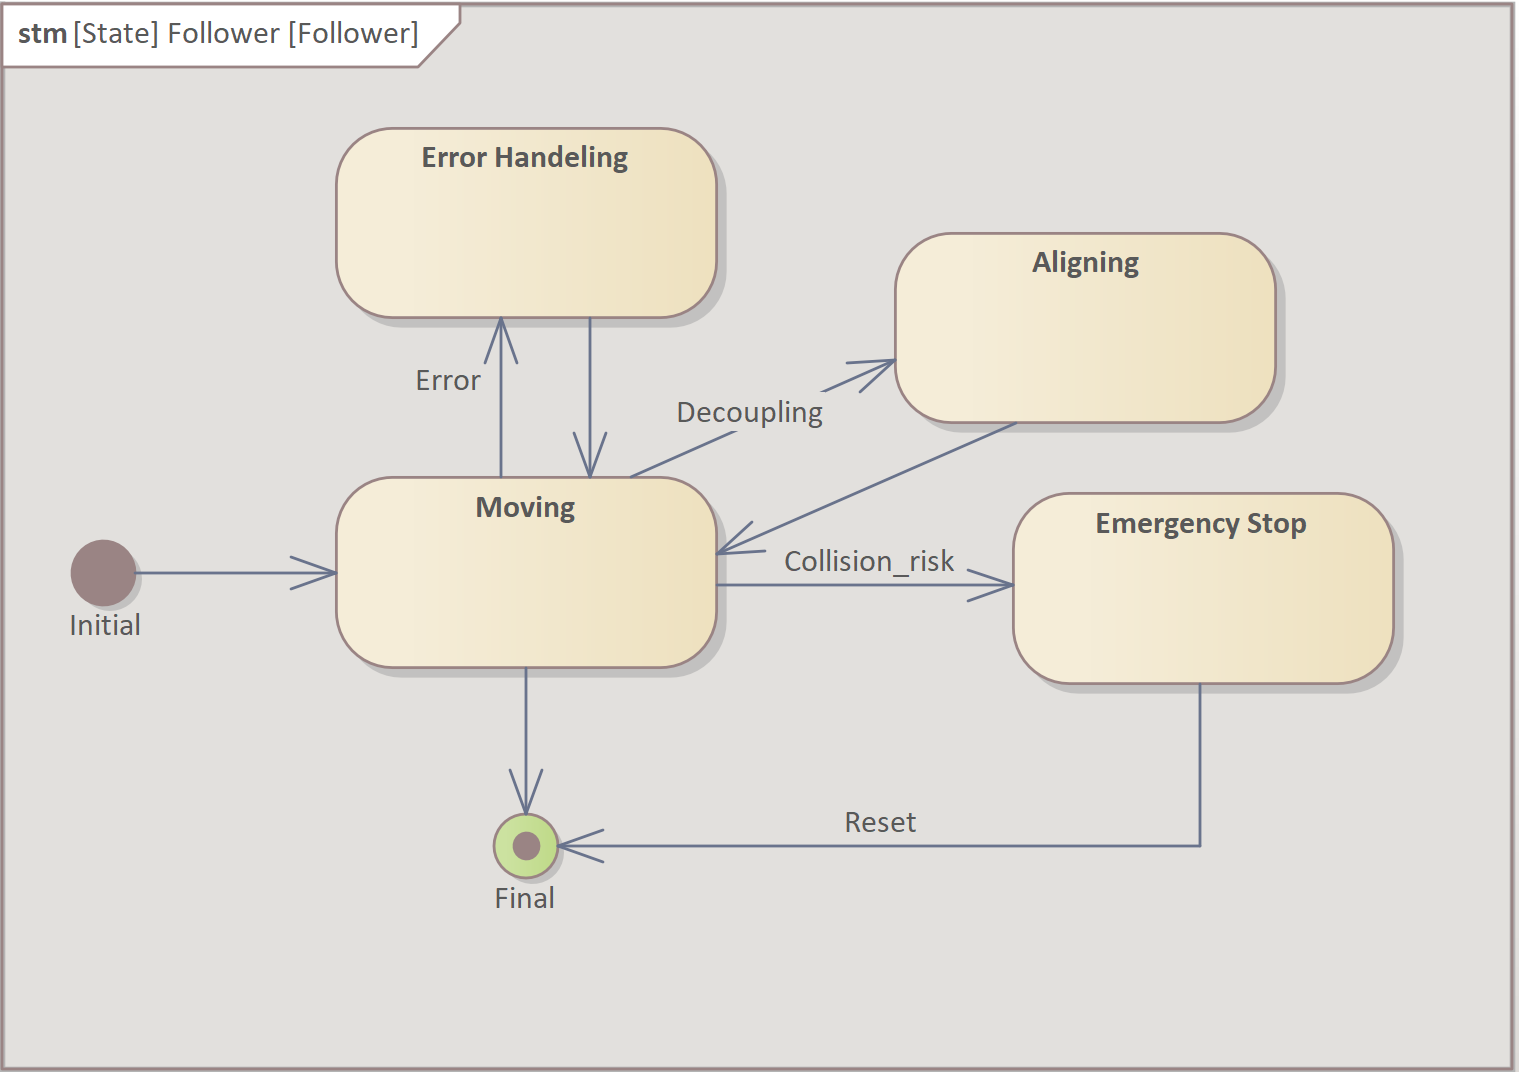 stm [State] Follower [Follower]
Error Handeling
Aligning
Error
Decoupling
Moving
Emergency Stop
Collision_risk
Initial
Reset
Final